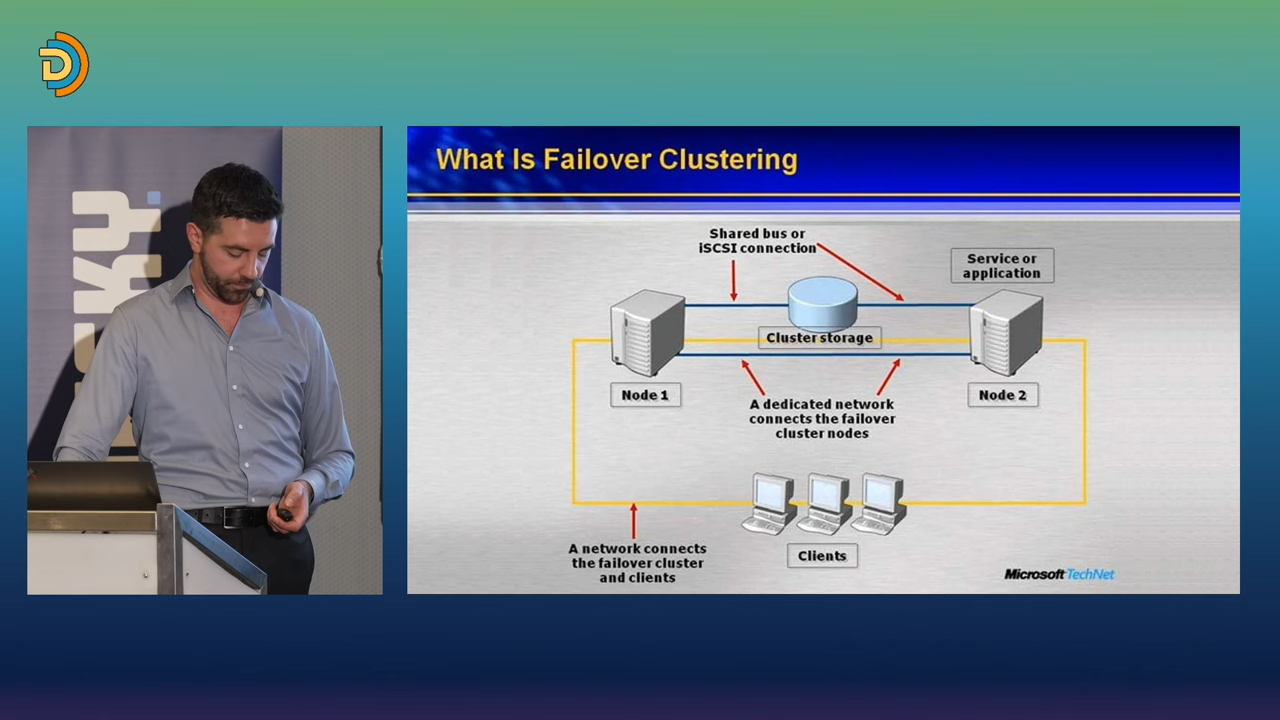 D
SKY.
What Is Failover Clustering
Shared bus or
iSCSI connection
Service or
application
Cluster storage
Node 1
Node 2
A dedicated network
connects the failover
cluster nodes
A network connects
the failover cluster
and clients
Clients
Microsoft TechNet